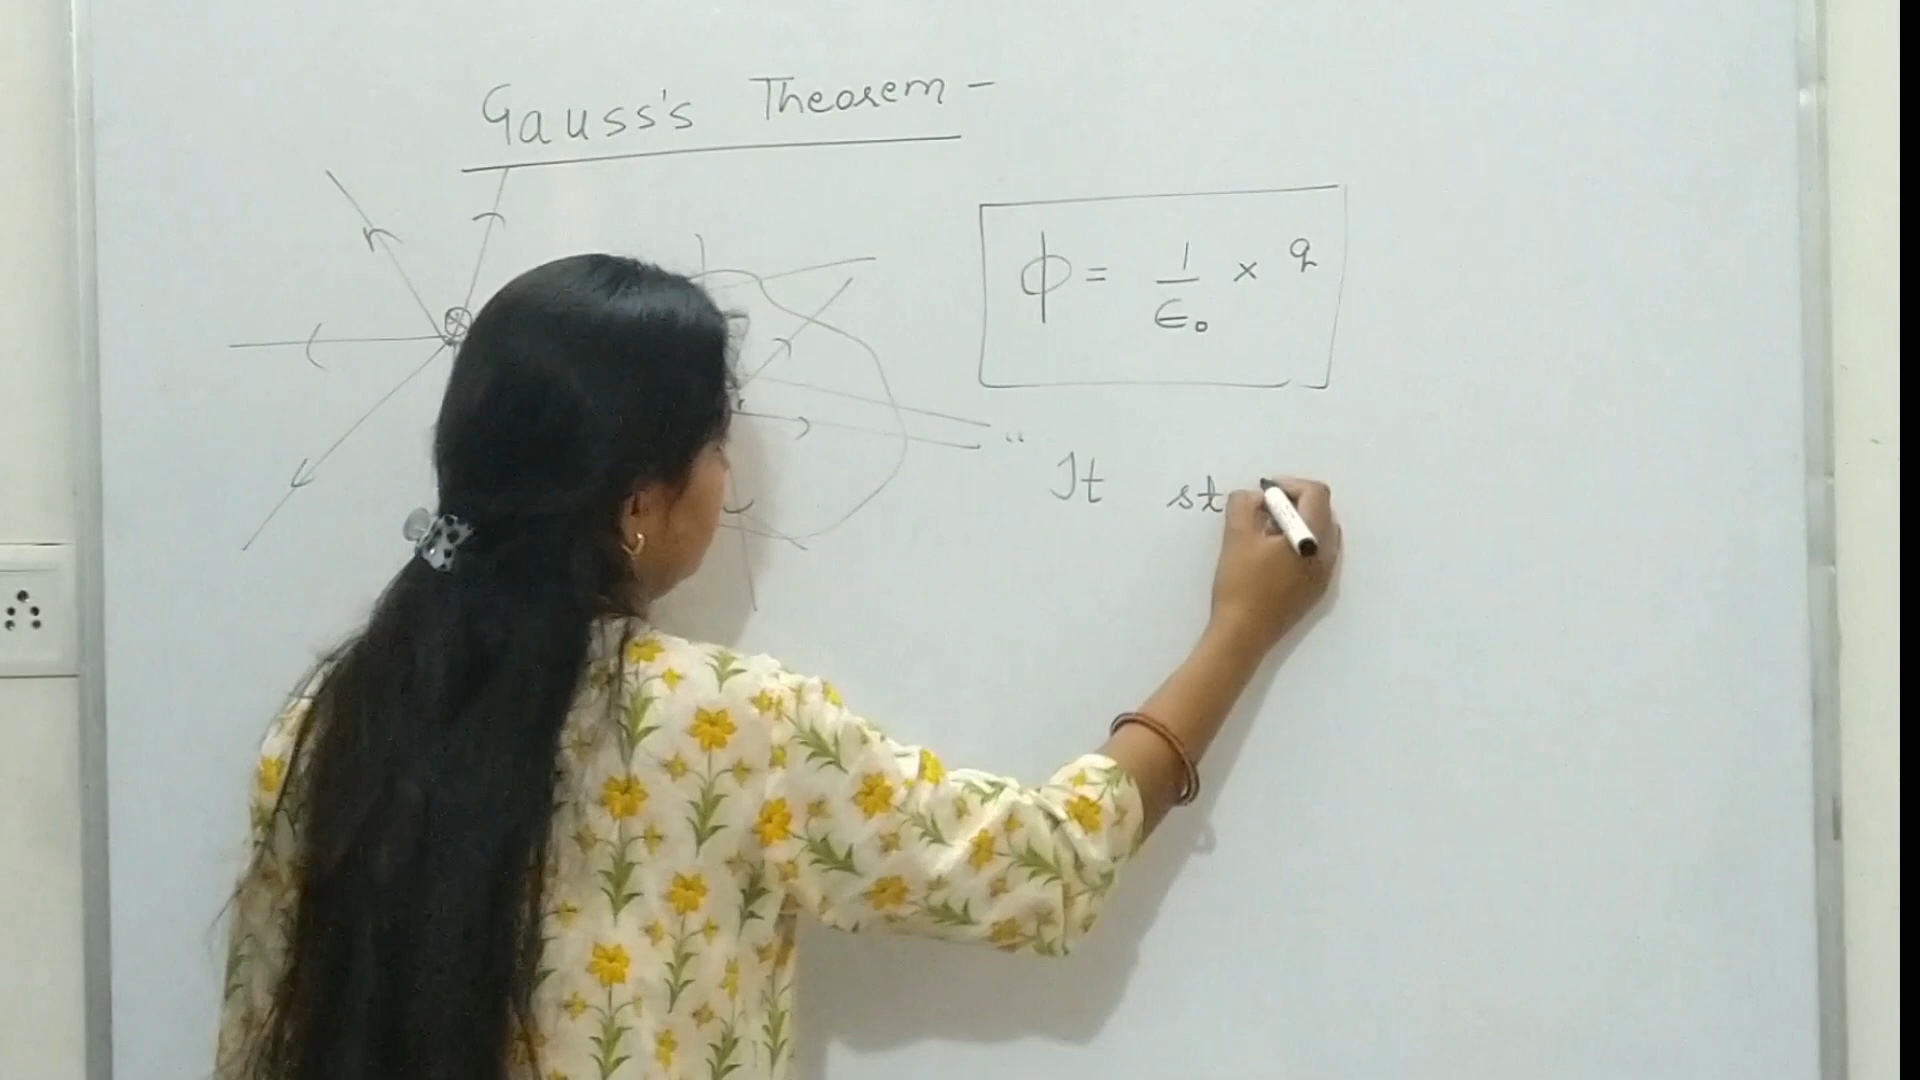 Gauss's Theorem -
ϕ = 1/ϵ₀ × q
" It st